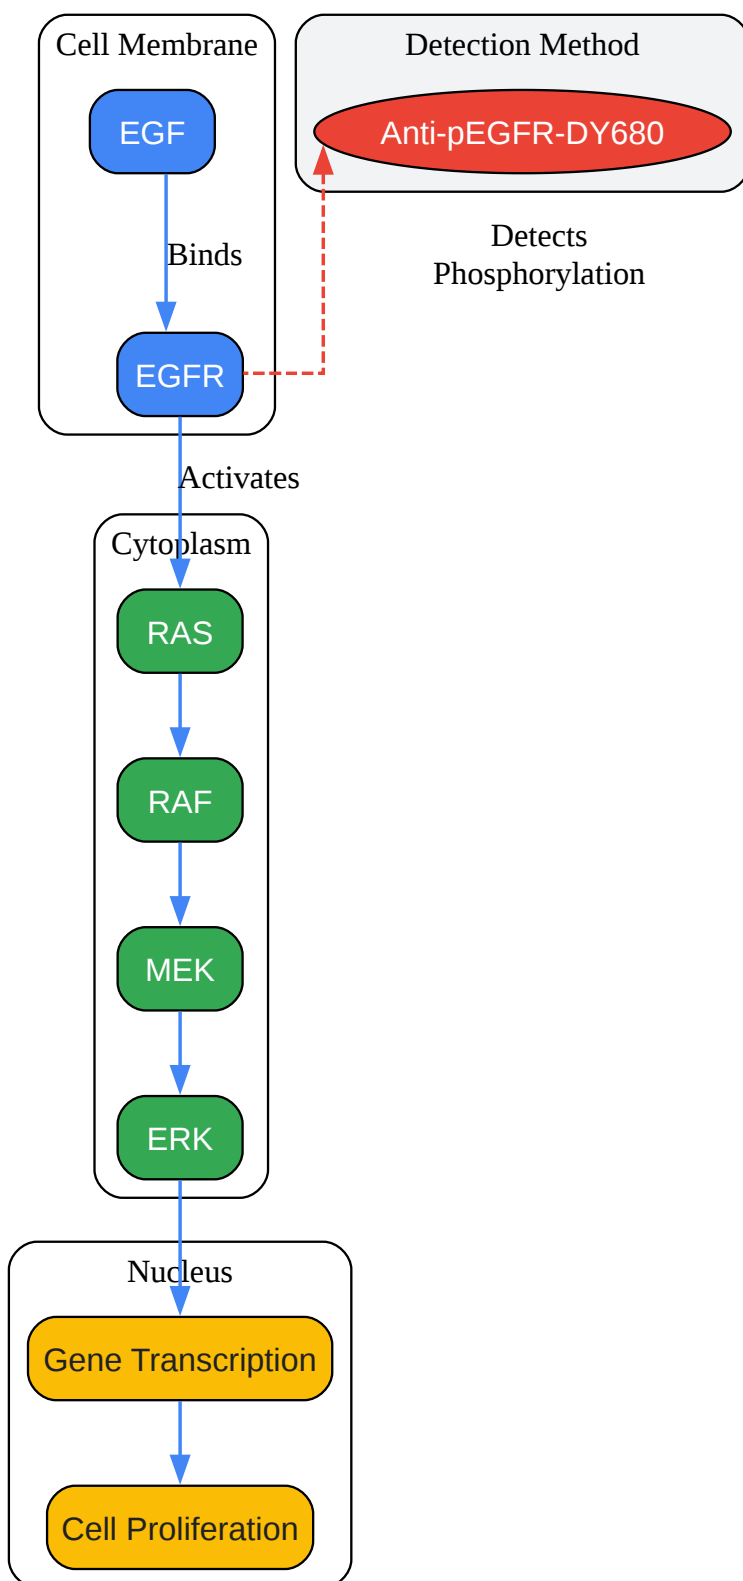 Cell Membrane
Detection Method
EGF
Anti-pEGFR-DY680
Binds
Detects
Phosphorylation
EGFR
Activates
Cytoplasm
RAS
RAF
MEK
ERK
Nucleus
Gene Transcription
Cell Proliferation